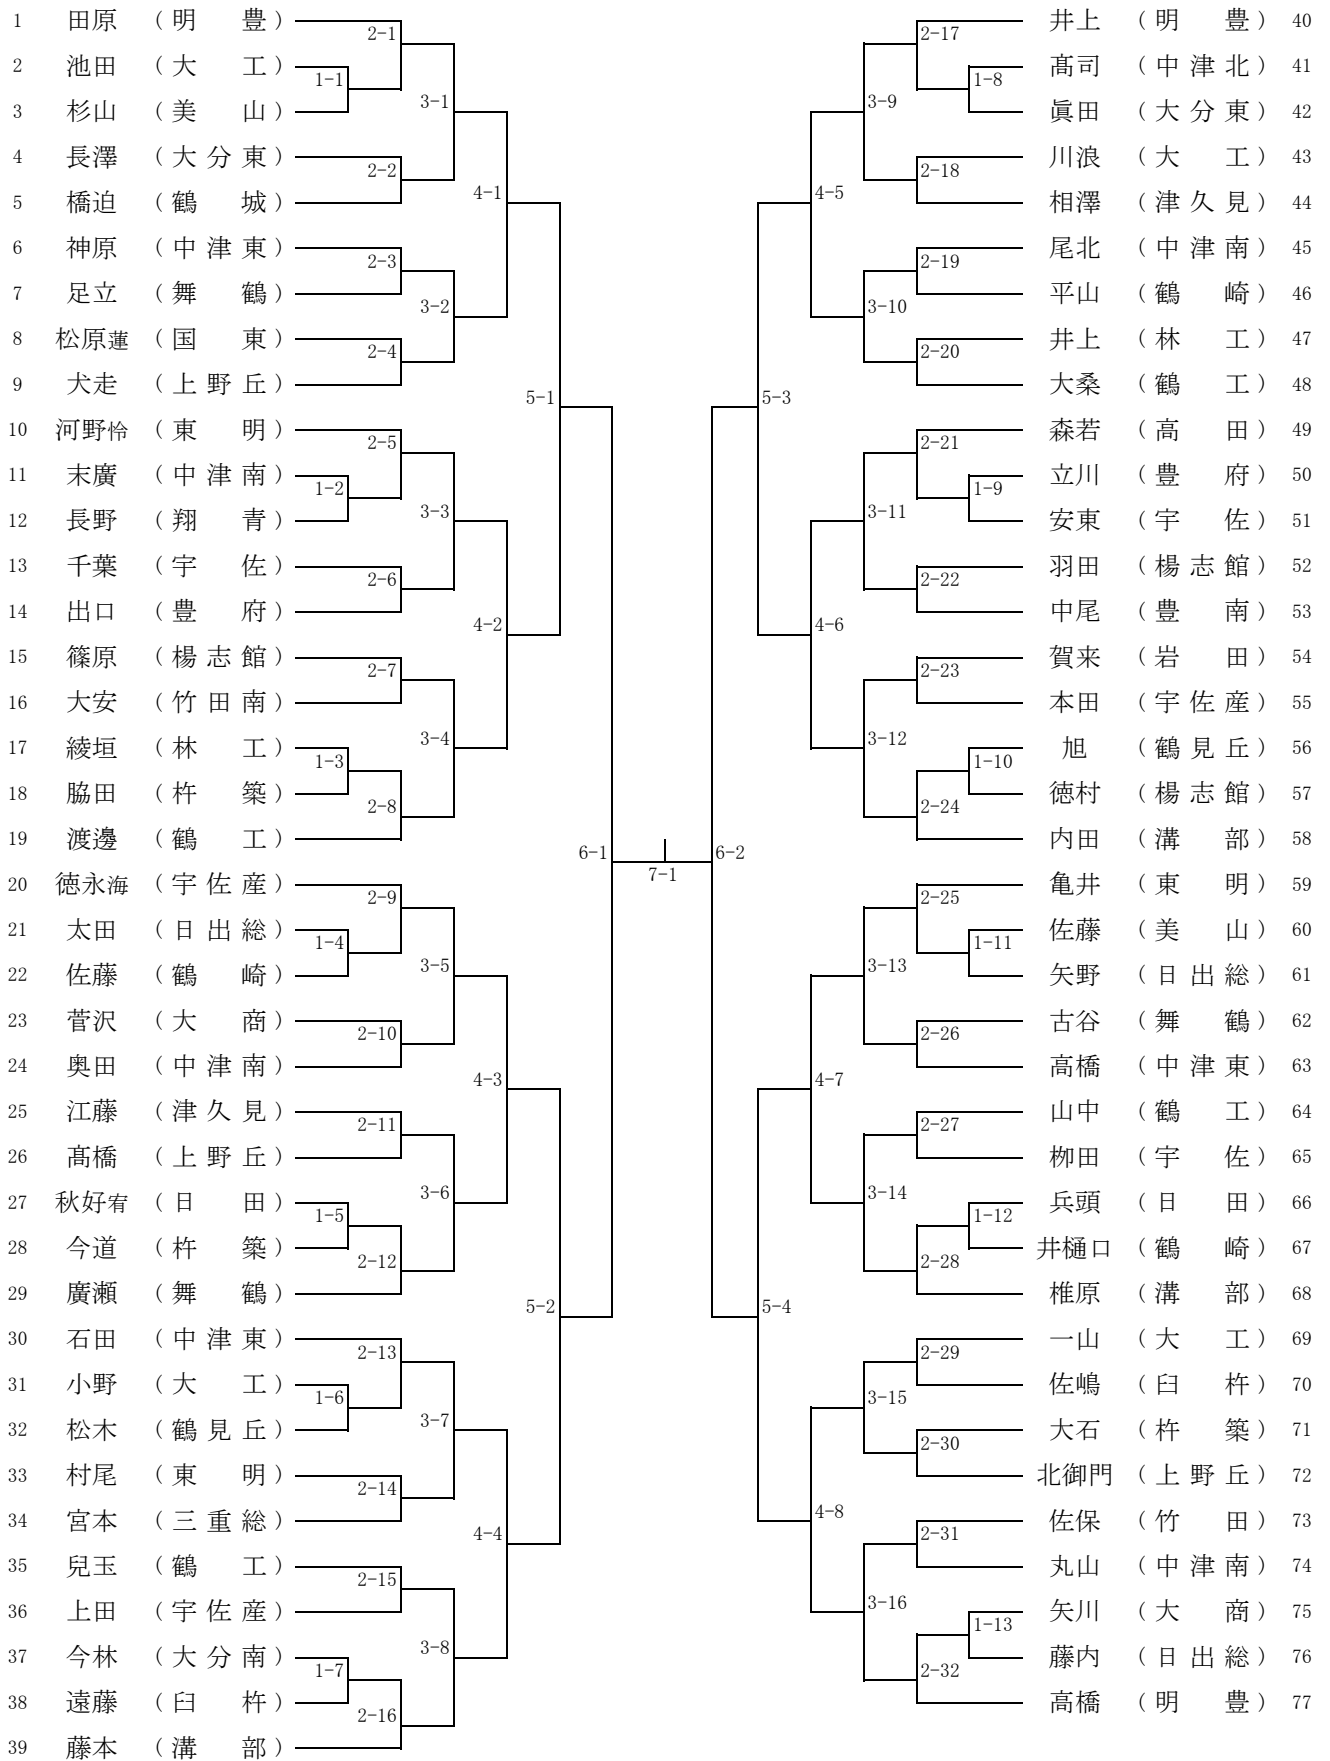 1 田原 （明　豊） 2-1
2 池田 （大　工） 1-1
3 杉山 （美　山） 3-1
4 長澤 （大分東） 2-2
5 橋迫 （鶴　城） 4-1
6 神原 （中津東） 2-3
7 足立 （舞　鶴） 3-2
8 松原蓮 （国　東） 2-4
9 犬走 （上野丘） 5-1
10 河野怜 （東　明） 2-5
11 末廣 （中津南） 1-2
12 長野 （翔　青） 3-3
13 千葉 （宇　佐） 2-6
14 出口 （豊　府） 4-2
15 篠原 （楊志館） 2-7
16 大安 （竹田南） 3-4
17 綾垣 （林　工） 1-3
18 脇田 （杵　築） 2-8
19 渡邊 （鶴　工） 6-1
20 徳永海 （宇佐産） 2-9
21 太田 （日出総） 1-4
22 佐藤 （鶴　崎） 3-5
23 菅沢 （大　商） 2-10
24 奥田 （中津南） 4-3
25 江藤 （津久見） 2-11
26 髙橋 （上野丘） 3-6
27 秋好宥 （日　田） 1-5
28 今道 （杵　築） 2-12
29 廣瀬 （舞　鶴） 5-2
30 石田 （中津東） 2-13
31 小野 （大　工） 1-6
32 松木 （鶴見丘） 3-7
33 村尾 （東　明） 2-14
34 宮本 （三重総） 4-4
35 兒玉 （鶴　工） 2-15
36 上田 （宇佐産） 3-8
37 今林 （大分南） 1-7
38 遠藤 （臼　杵） 2-16
39 藤本 （溝　部）
7-1
2-17 井上 （明　豊） 40
1-8 髙司 （中津北） 41
3-9 眞田 （大分東） 42
2-18 川浪 （大　工） 43
4-5 相澤 （津久見） 44
2-19 尾北 （中津南） 45
3-10 平山 （鶴　崎） 46
2-20 井上 （林　工） 47
5-3 大桑 （鶴　工） 48
2-21 森若 （高　田） 49
1-9 立川 （豊　府） 50
3-11 安東 （宇　佐） 51
2-22 羽田 （楊志館） 52
4-6 中尾 （豊　南） 53
2-23 賀来 （岩　田） 54
3-12 本田 （宇佐産） 55
1-10 旭 （鶴見丘） 56
2-24 徳村 （楊志館） 57
6-2 内田 （溝　部） 58
2-25 亀井 （東　明） 59
1-11 佐藤 （美　山） 60
3-13 矢野 （日出総） 61
2-26 古谷 （舞　鶴） 62
4-7 高橋 （中津東） 63
2-27 山中 （鶴　工） 64
3-14 栁田 （宇　佐） 65
1-12 兵頭 （日　田） 66
2-28 井樋口 （鶴　崎） 67
5-4 椎原 （溝　部） 68
2-29 一山 （大　工） 69
3-15 佐嶋 （臼　杵） 70
2-30 大石 （杵　築） 71
4-8 北御門 （上野丘） 72
2-31 佐保 （竹　田） 73
3-16 丸山 （中津南） 74
1-13 矢川 （大　商） 75
2-32 藤内 （日出総） 76
高橋 （明　豊） 77